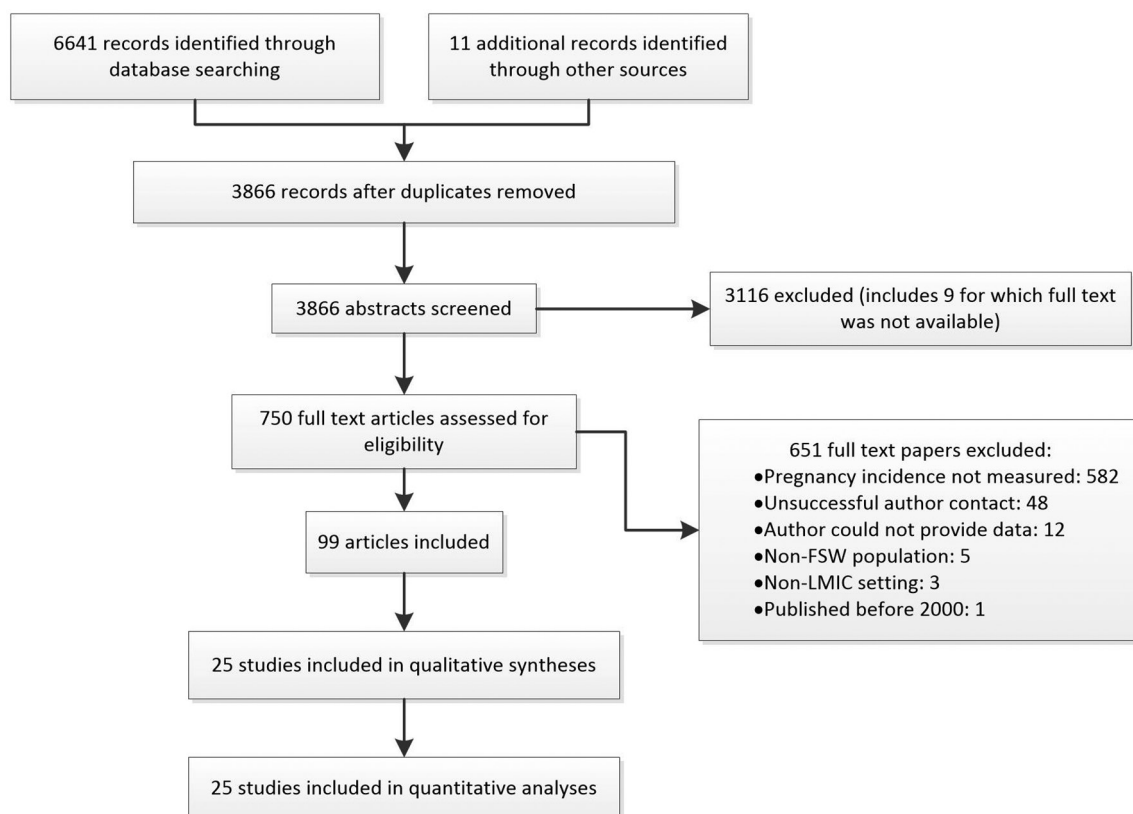 6641 records identified through
database searching
11 additional records identified
through other sources
3866 records after duplicates removed
3866 abstracts screened
3116 excluded (includes 9 for which full text
was not available)
750 full text articles assessed for
eligibility
651 full text papers excluded:
•Pregnancy incidence not measured: 582
•Unsuccessful author contact: 48
•Author could not provide data: 12
•Non-FSW population: 5
•Non-LMIC setting: 3
•Published before 2000: 1
99 articles included
25 studies included in qualitative syntheses
25 studies included in quantitative analyses